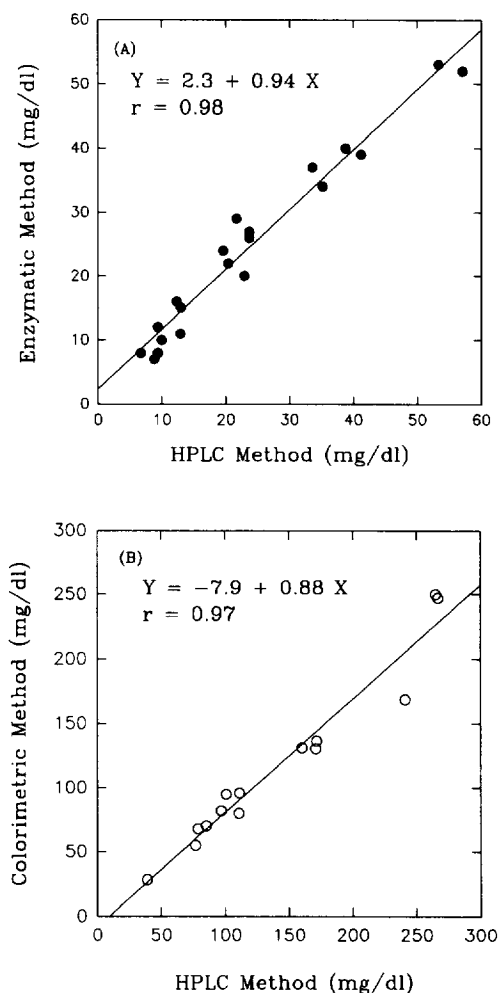 (A)
Y = 2.3 + 0.94 X
r = 0.98
Enzymatic Method (mg/dl)
60
50
40
30
20
10
0
0 10 20 30 40 50 60
HPLC Method (mg/dl)
(B)
Y = −7.9 + 0.88 X
r = 0.97
Colorimetric Method (mg/dl)
300
250
200
150
100
50
0
0 50 100 150 200 250 300
HPLC Method (mg/dl)